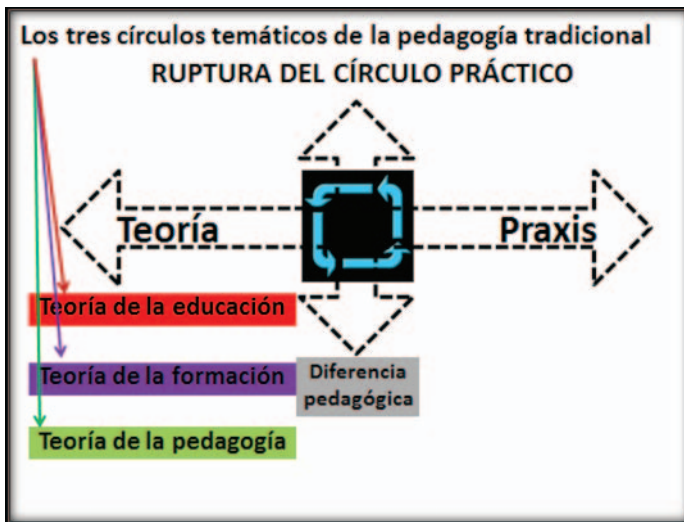 Los tres círculos temáticos de la pedagogía tradicional
RUPTURA DEL CÍRCULO PRÁCTICO
Teoría
Praxis
Teoría de la educación
Teoría de la formación
Diferencia
pedagógica
Teoría de la pedagogía